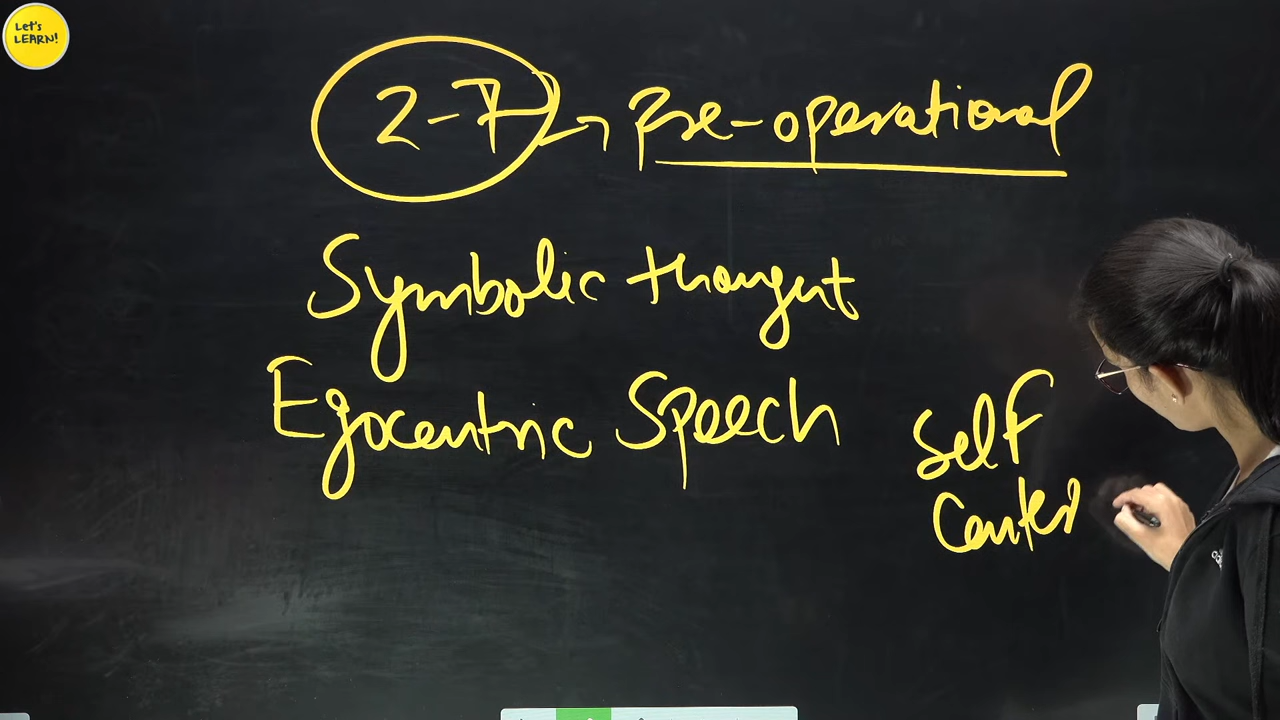 Let's
LEARN!
2-7 → Pre-operational
Symbolic thought
Egocentric Speech
Self
Center